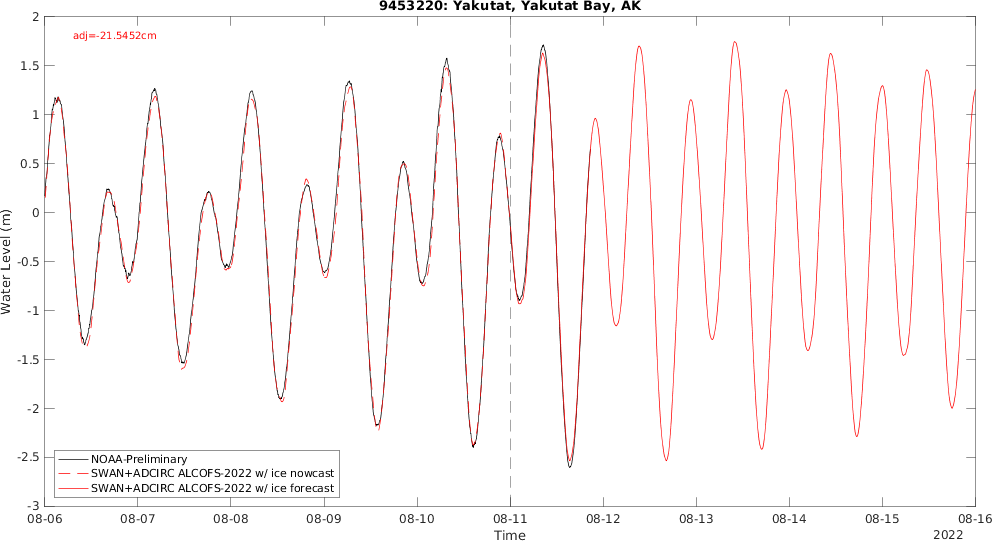 9453220: Yakutat, Yakutat Bay, AK
adj=-21.5452cm
2
1.5
1
0.5
0
-0.5
-1
-1.5
-2
-2.5
-3
Water Level (m)
NOAA-Preliminary
SWAN+ADCIRC ALCOFS-2022 w/ ice nowcast
SWAN+ADCIRC ALCOFS-2022 w/ ice forecast
08-06 08-07 08-08 08-09 08-10 08-11 08-12 08-13 08-14 08-15 08-16
Time
2022